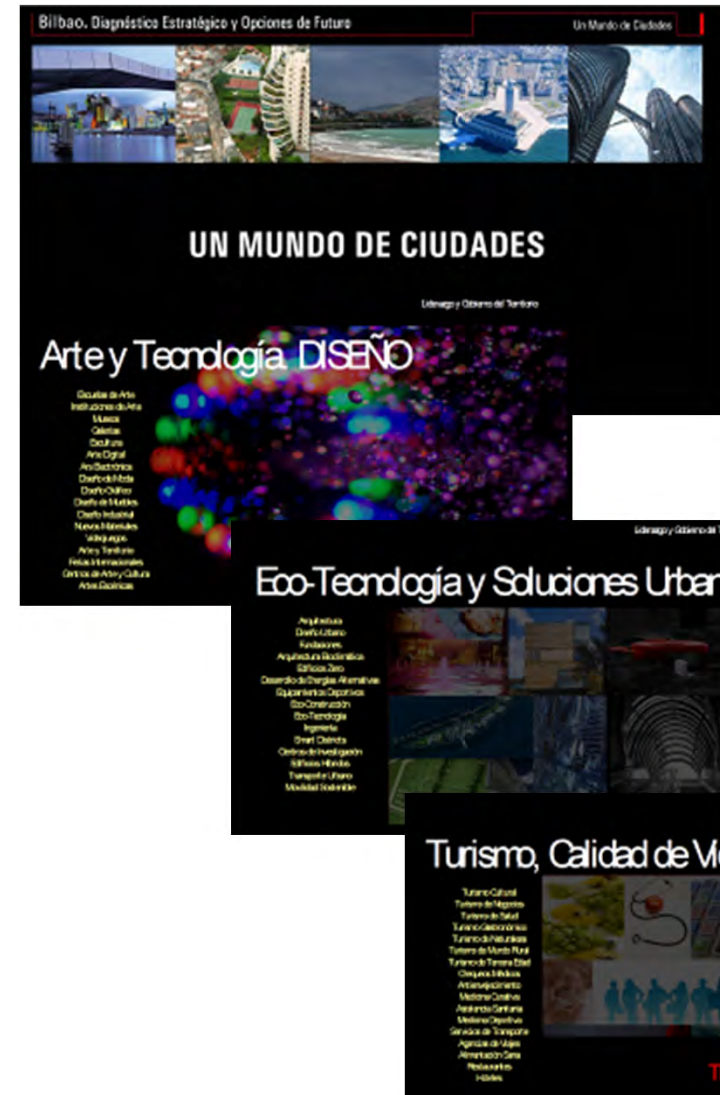 Bilbao. Diagnóstico Estratégico y Opciones de Futuro
Un Mundo de Ciudades
UN MUNDO DE CIUDADES
Liderazgo y Gobierno del Territorio
Arte y Tecnología. DISEÑO
Escuelas de Arte
Instituciones de Arte
Museos
Galerías
Escultura
Arte Digital
Ars Electrónica
Diseño de Moda
Diseño Gráfico
Diseño de Muebles
Diseño Industrial
Nuevos Materiales
Videojuegos
Arte y Territorio
Ferias Internacionales
Centros de Arte y Cultura
Artes Escénicas
Liderazgo y Gobierno del T
Eco-Tecnología y Soluciones Urban
Arquitectura
Diseño Urbano
Fundaciones
Arquitectura Bioclimática
Edificios Zero
Desarrollo de Energías Alternativas
Equipamientos Deportivos
Eco-Construcción
Eco-Tecnología
Ingeniería
Smart Districts
Centros de Investigación
Edificios Híbridos
Transporte Urbano
Movilidad Sostenible
Turismo, Calidad de Vid
Turismo Cultural
Turismo de Negocios
Turismo de Salud
Turismo Gastronómico
Turismo de Naturaleza
Turismo de Mundo Rural
Turismo de Tercera Edad
Chequeos Médicos
Antienvejecimiento
Medicina Curativa
Asistencia Sanitaria
Medicina Deportiva
Servicios de Transporte
Agencias de Viajes
Alimentación Sana
Restaurantes
Hoteles
T